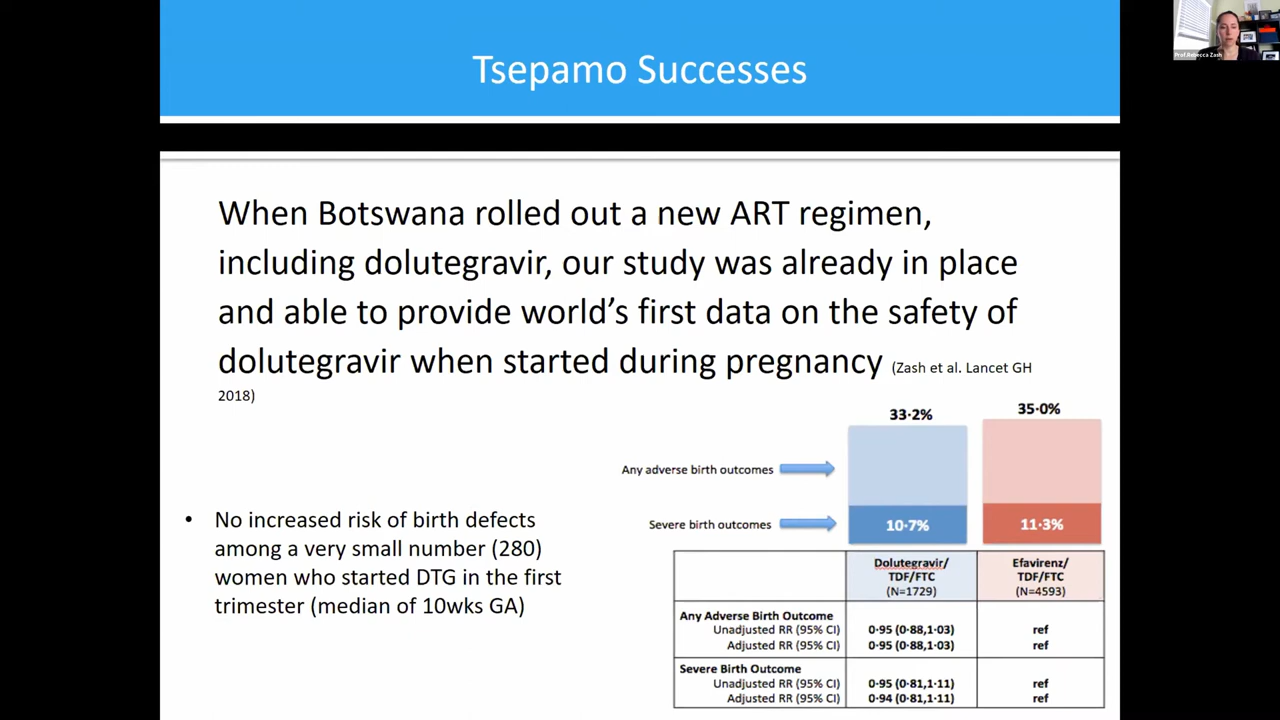 Prof.Rebecca Zash
Tsepamo Successes
When Botswana rolled out a new ART regimen,
including dolutegravir, our study was already in place
and able to provide world's first data on the safety of
dolutegravir when started during pregnancy (Zash et al. Lancet GH
2018)
• No increased risk of birth defects
among a very small number (280)
women who started DTG in the first
trimester (median of 10wks GA)
33·2% 35·0%
Any adverse birth outcomes
Severe birth outcomes 10·7% 11·3%
Dolutegravir/ Efavirenz/
TDF/FTC TDF/FTC
(N=1729) (N=4593)
Any Adverse Birth Outcome
Unadjusted RR (95% CI) 0·95 (0·88,1·03) ref
Adjusted RR (95% CI) 0·95 (0·88,1·03) ref
Severe Birth Outcome
Unadjusted RR (95% CI) 0·95 (0·81,1·11) ref
Adjusted RR (95% CI) 0·94 (0·81,1·11) ref